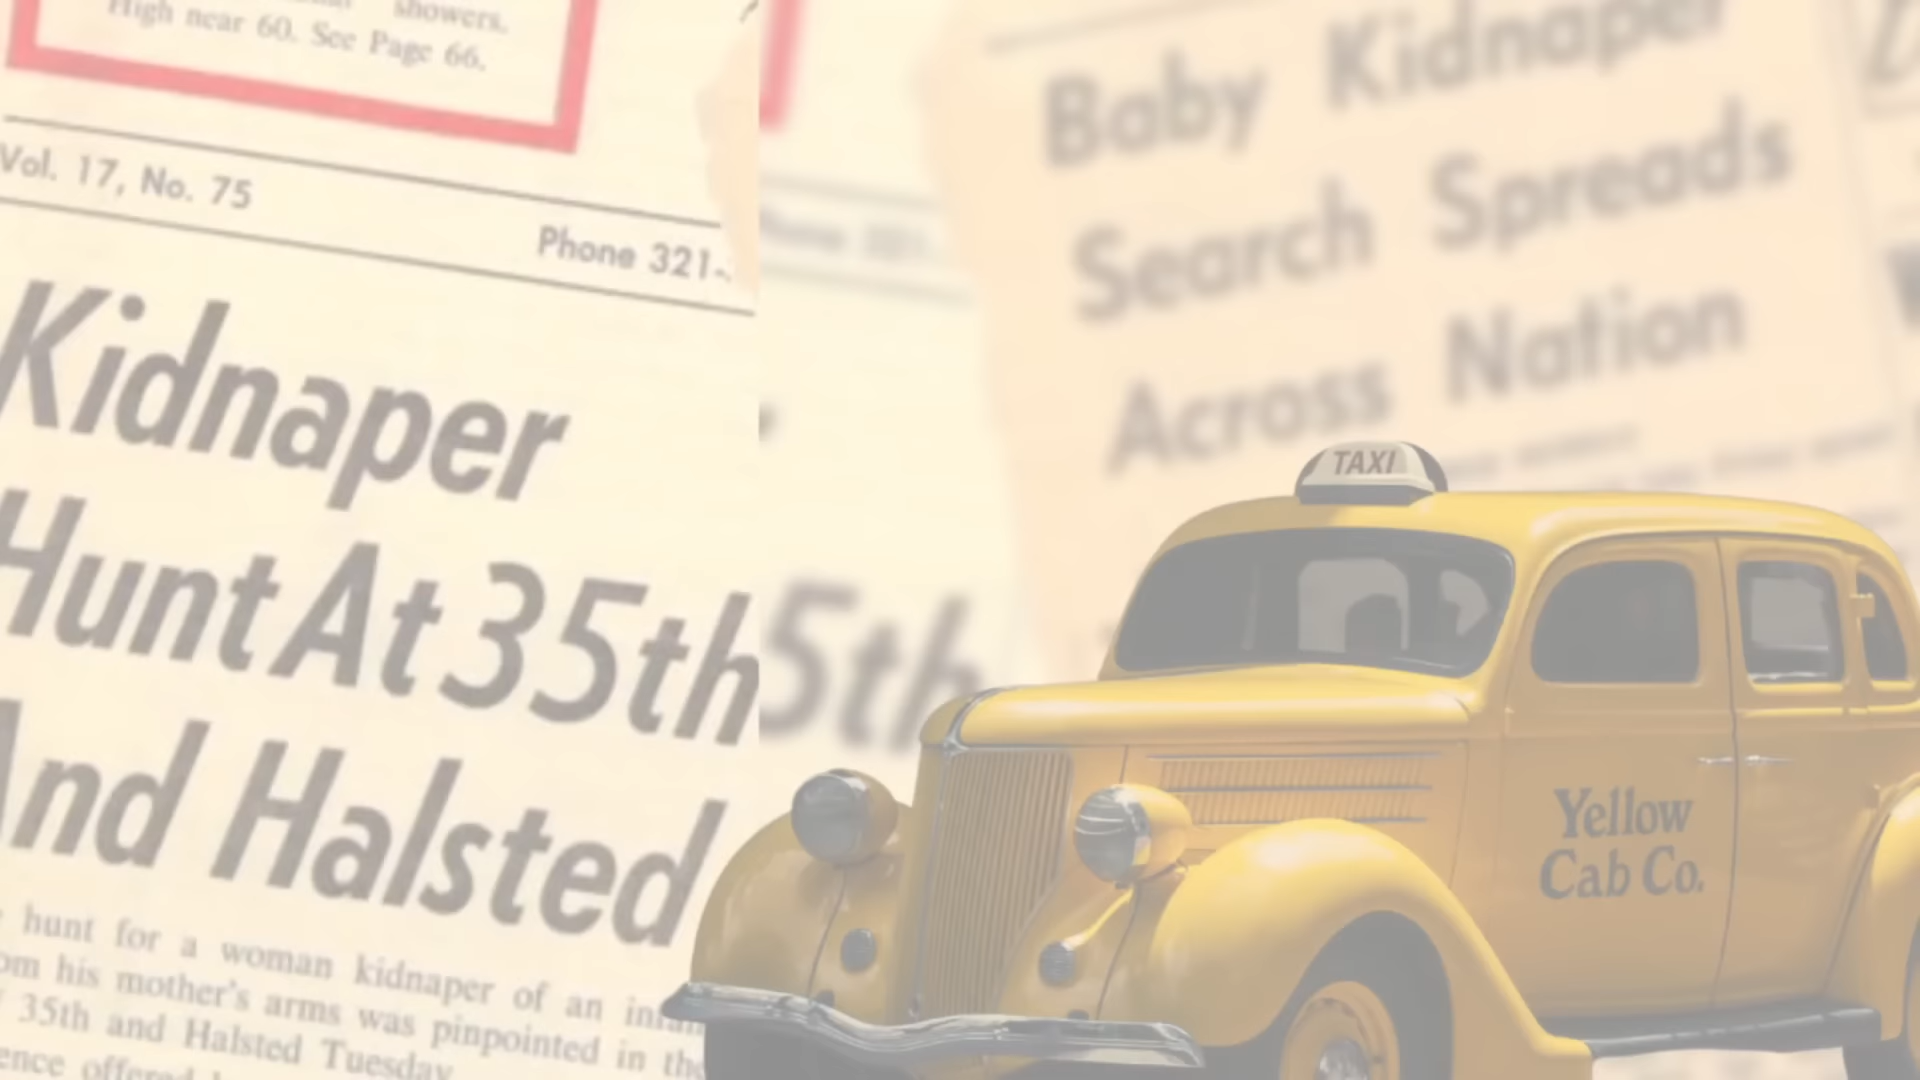 showers.
High near 60. See Page 66.
Vol. 17, No. 75
Phone 321-
Kidnaper
Hunt At 35th
And Halsted
hunt for a woman kidnaper of an
his mother's arms was pinpointed in the
35th and Halsted Tuesday
offered
5th
Baby Kidnaper
Search Spreads
Across Nation
TAXI
Yellow
Cab Co.